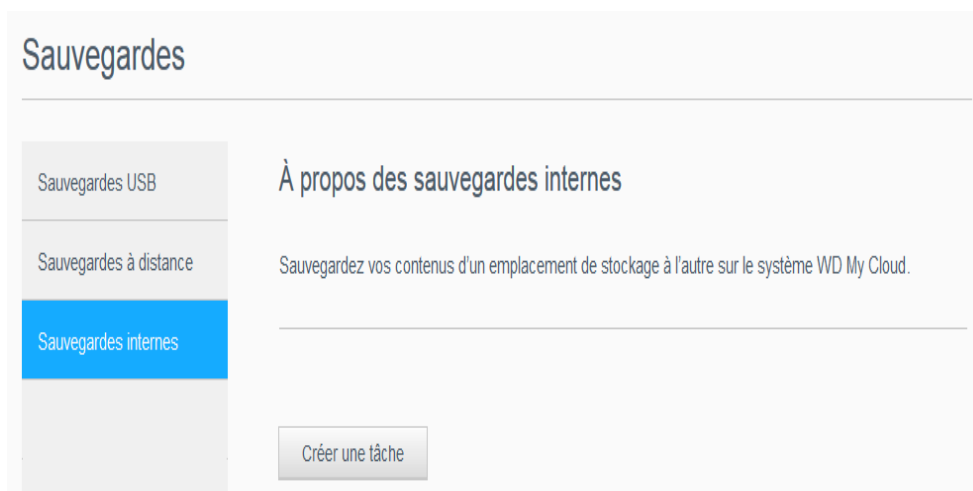 Sauvegardes
Sauvegardes USB
Sauvegardes à distance
Sauvegardes internes
À propos des sauvegardes internes
Sauvegardez vos contenus d’un emplacement de stockage à l’autre sur le système WD My Cloud.
Créer une tâche